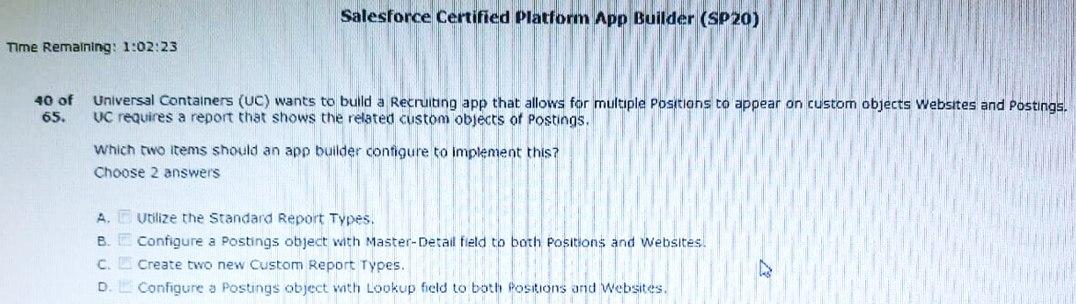 Salesforce Certified Platform App Builder (SP20)
Time Remaining: 1:02:23
40 of Universal Containers (UC) wants to build a Recruiting app that allows for multiple Positions to appear on custom objects Websites and Postings.
65. UC requires a report that shows the related custom objects of Postings.
Which two items should an app builder configure to implement this?
Choose 2 answers
A. Utilize the Standard Report Types.
B. Configure a Postings object with Master-Detail field to both Positions and Websites.
C. Create two new Custom Report Types.
D. Configure a Postings object with Lookup field to both Positions and Websites.